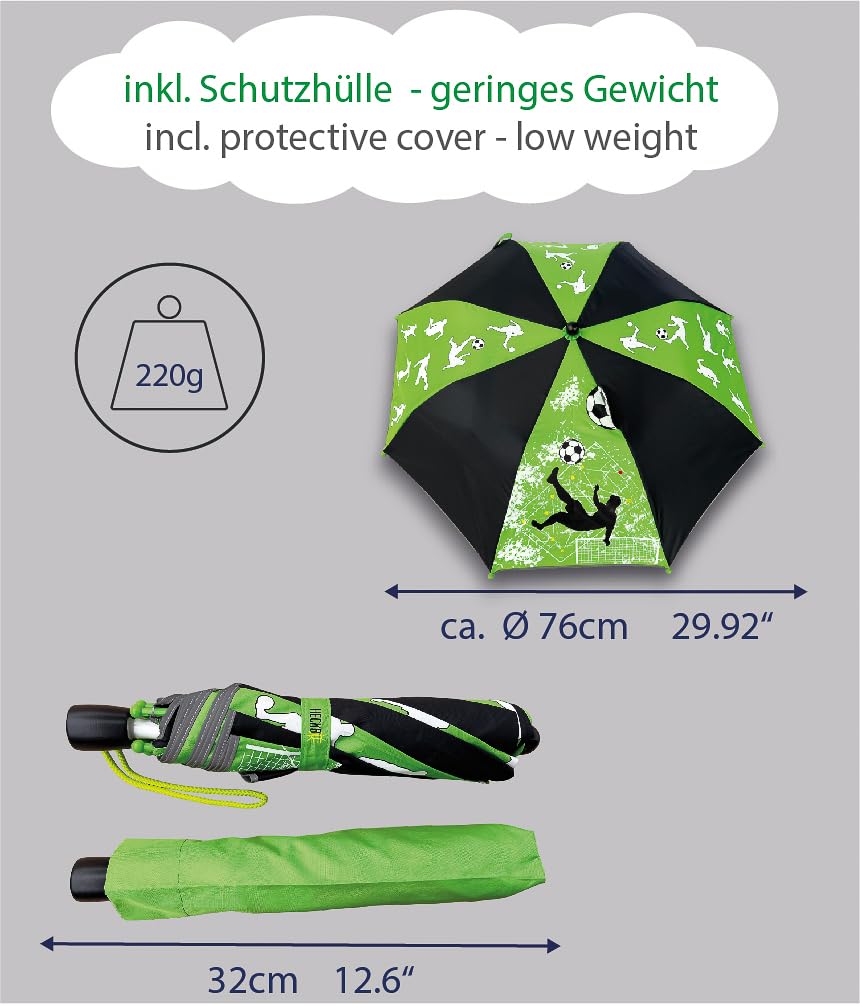 inkl. Schutzhülle - geringes Gewicht
incl. protective cover - low weight
220g
ca. Ø 76cm 29.92“
32cm 12.6“